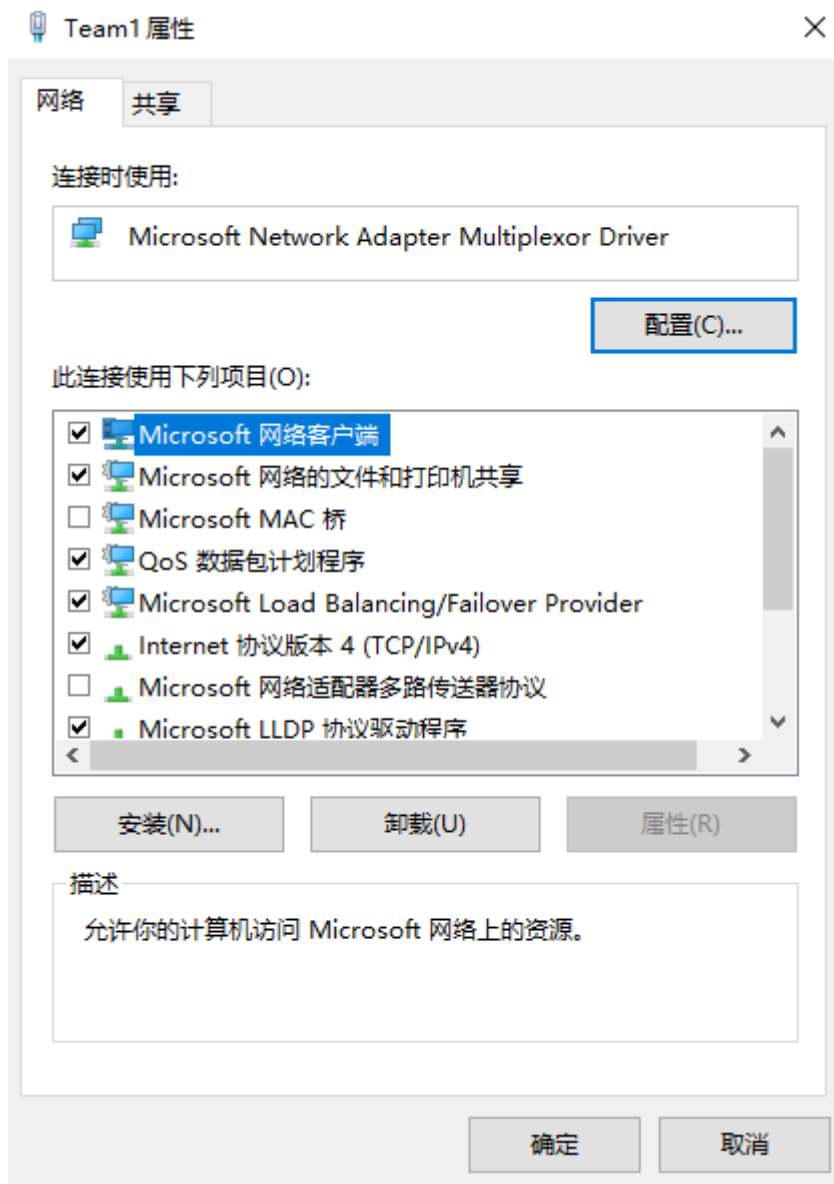 Team1 属性
网络
共享
连接时使用:
Microsoft Network Adapter Multiplexor Driver
配置(C)...
此连接使用下列项目(O):
Microsoft 网络客户端
Microsoft 网络的文件和打印机共享
Microsoft MAC 桥
QoS 数据包计划程序
Microsoft Load Balancing/Failover Provider
Internet 协议版本 4 (TCP/IPv4)
Microsoft 网络适配器多路传送器协议
Microsoft LLDP 协议驱动程序
安装(N)...
卸载(U)
属性(R)
描述
允许你的计算机访问 Microsoft 网络上的资源。
确定
取消